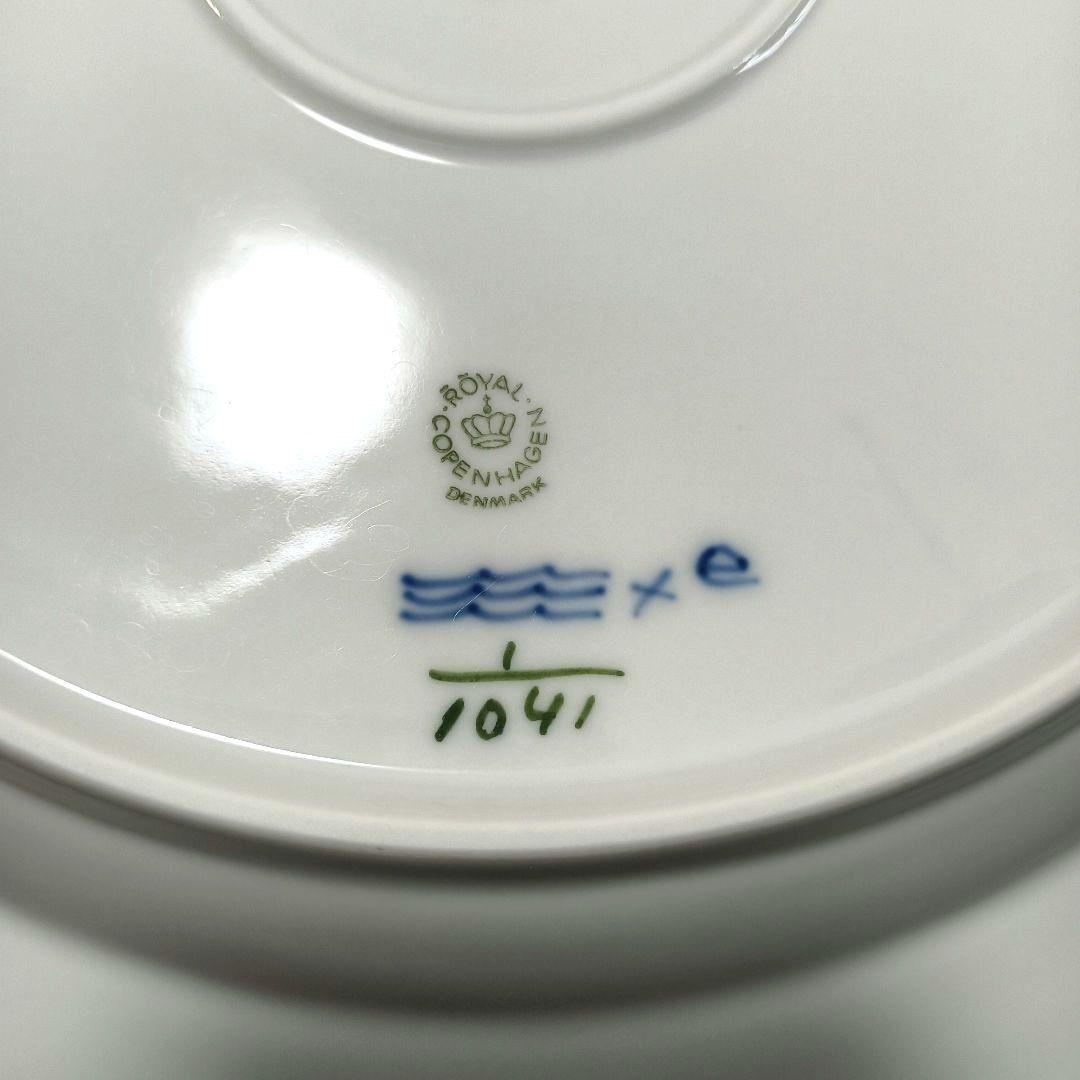 ROYAL
COPENHAGEN
DENMARK
x e
1
1041